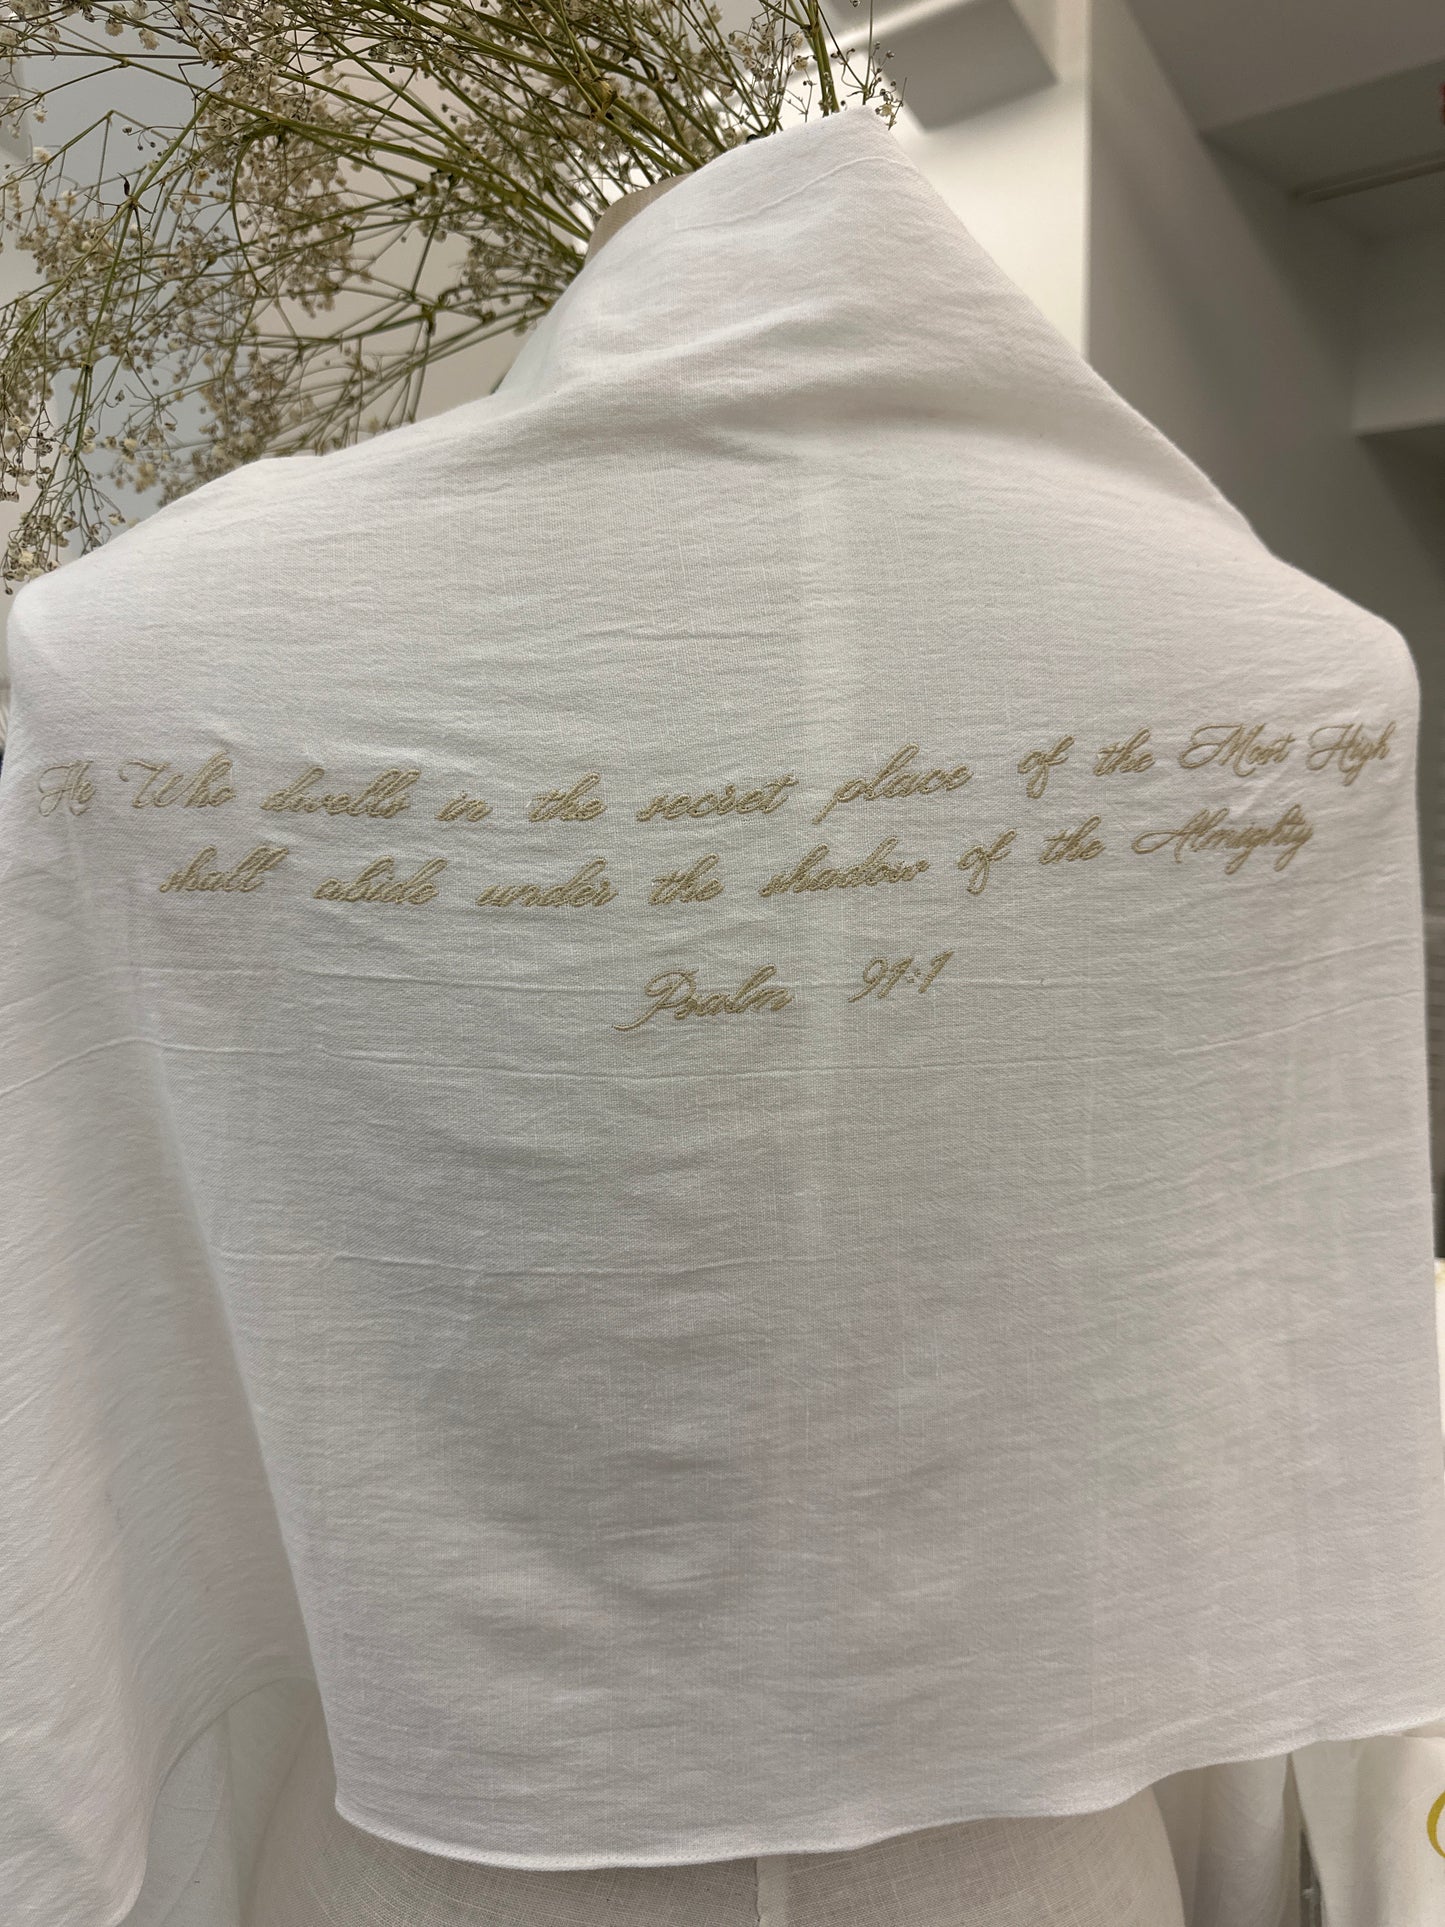 He Who dwells in the secret place of the Most High
shall abide under the shadow of the Almighty
Psalm 91:1